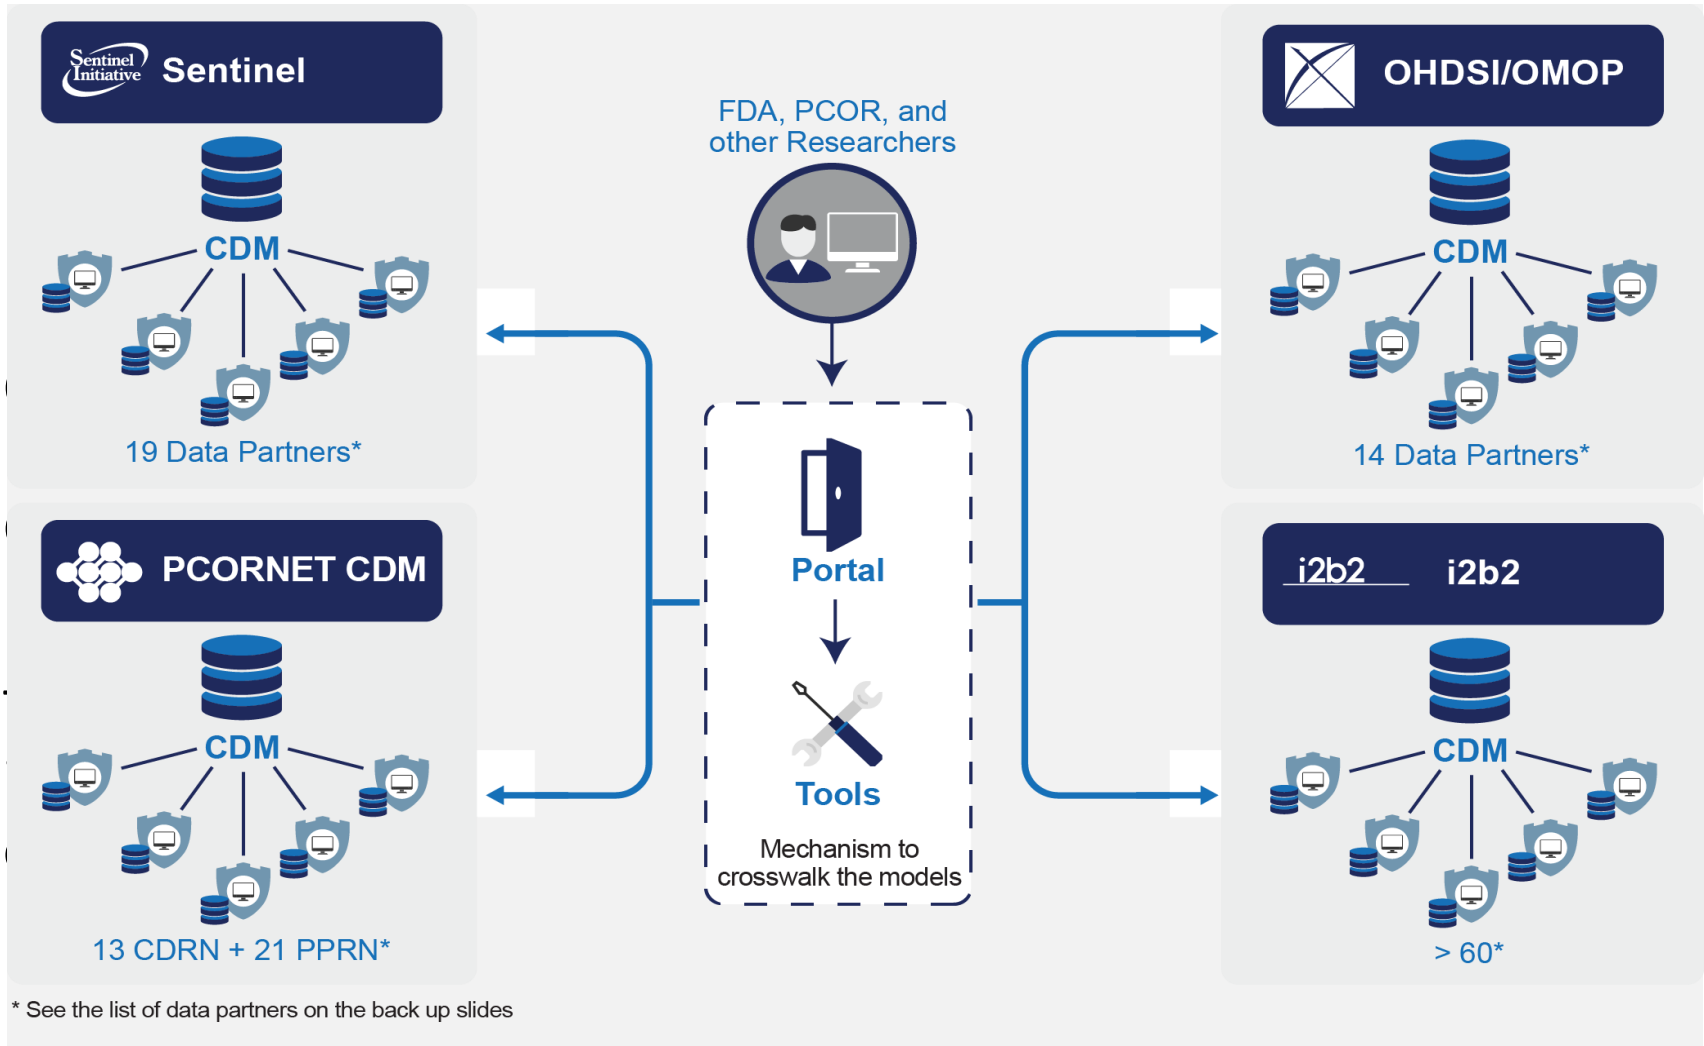 Sentinel
Initiative
Sentinel
CDM
19 Data Partners*
PCORNET CDM
CDM
13 CDRN + 21 PPRN*
FDA, PCOR, and
other Researchers
Portal
Tools
Mechanism to
crosswalk the models
OHDSI/OMOP
CDM
14 Data Partners*
i2b2
i2b2
CDM
> 60*
* See the list of data partners on the back up slides